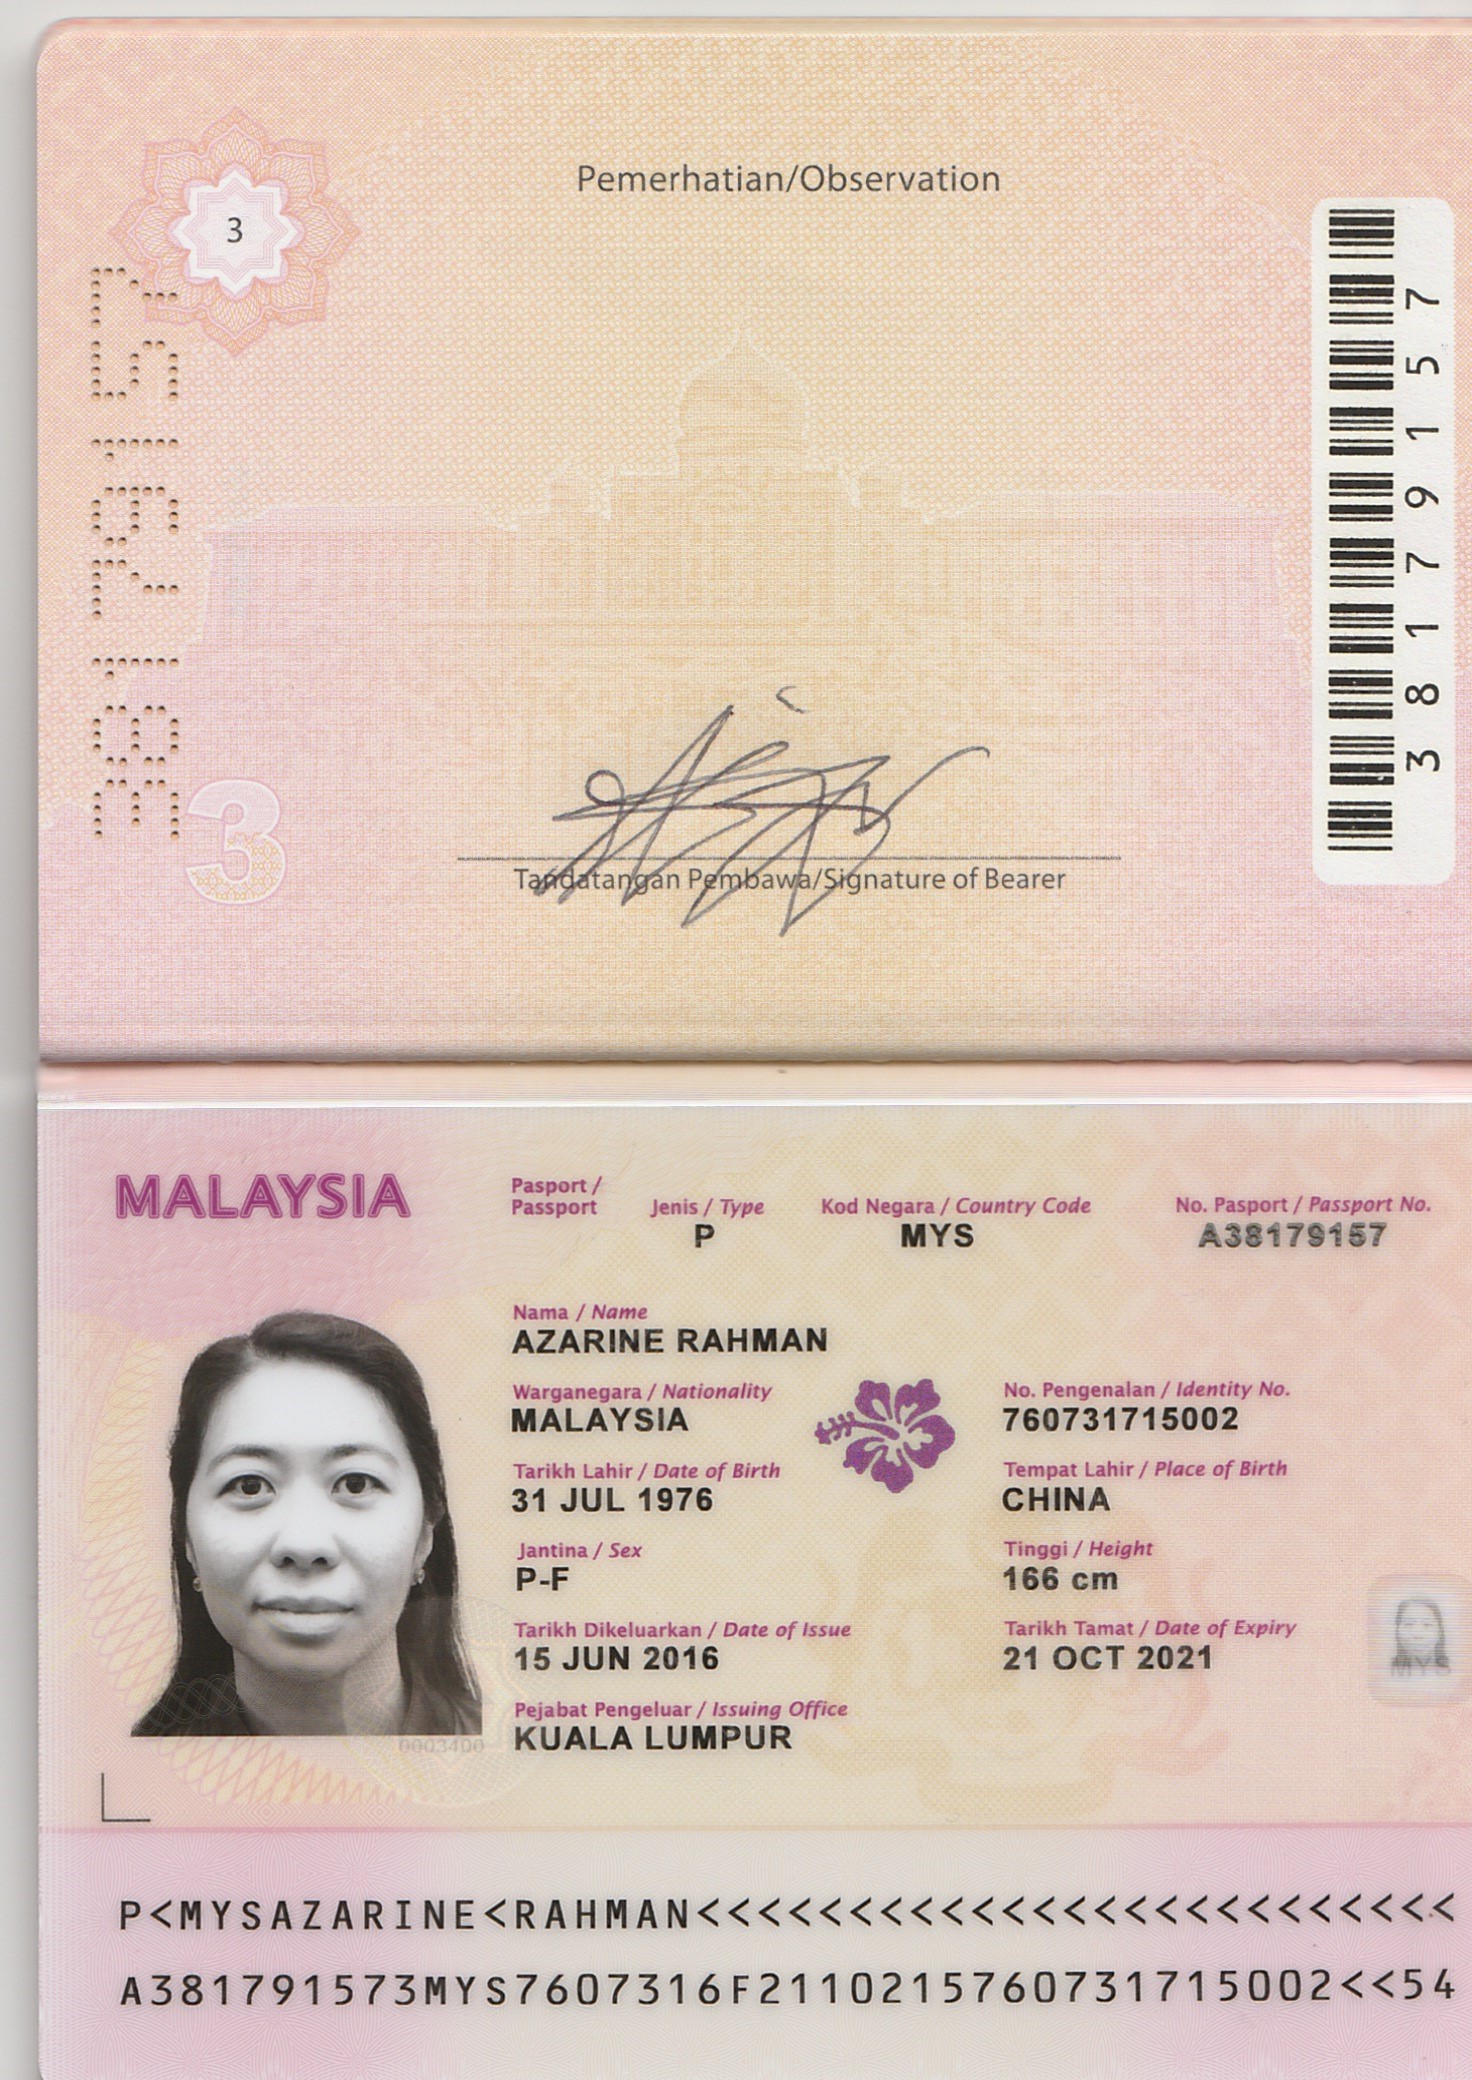 Pemerhatian/Observation
3
38179157
38179157
3
Tandatangan Pembawa/Signature of Bearer
MALAYSIA
Pasport /
Passport
Jenis / Type
P
Kod Negara / Country Code
MYS
No. Pasport / Passport No.
A38179157
Nama / Name
AZARINE RAHMAN
Warganegara / Nationality
MALAYSIA
No. Pengenalan / Identity No.
760731715002
Tarikh Lahir / Date of Birth
31 JUL 1976
Tempat Lahir / Place of Birth
CHINA
Jantina / Sex
P-F
Tinggi / Height
166 cm
Tarikh Dikeluarkan / Date of Issue
15 JUN 2016
Tarikh Tamat / Date of Expiry
21 OCT 2021
MYS
Pejabat Pengeluar / Issuing Office
KUALA LUMPUR
0003400
P<MYSAZARINE<RAHMAN<<<<<<<<<<<<<<<<<<<<<<<<<
A381791573MYS7607316F2110215760731715002<<54